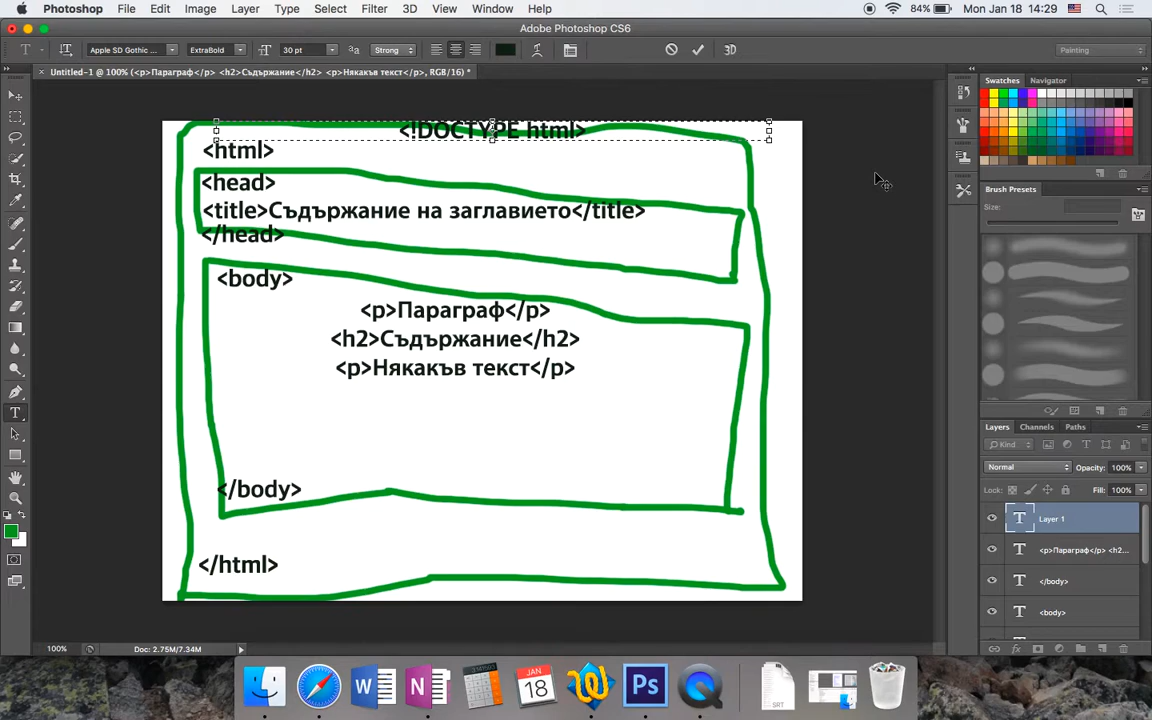 Photoshop File Edit Image Layer Type Select Filter 3D View Window Help 84% Mon Jan 18 14:29
Adobe Photoshop CS6
Apple SD Gothic ... ExtraBold 30 pt Strong 3D Painting
Untitled-1 @ 100% (<p>Параграф</p> <h2>Съдържание</h2> <p>Някакъв текст</p>, RGB/16) *
Swatches Navigator
<!DOCTYPE html>
<html>
<head>
<title>Съдържание на заглавието</title>
</head>
<body>
<p>Параграф</p>
<h2>Съдържание</h2>
<p>Някакъв текст</p>
</body>
</html>
Brush Presets
Size:
Layers Channels Paths
Kind
Normal Opacity: 100%
Lock: Fill: 100%
Layer 1
<p>Параграф</p> <h2...
</body>
<body>
100% Doc: 2.75M/7.34M
JAN
18
Ps
SRT